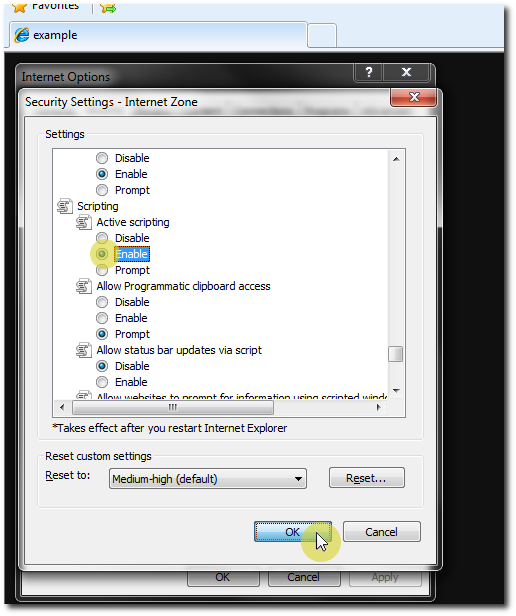 Favorites
example
Internet Options
Security Settings - Internet Zone
Settings
Disable
Enable
Prompt
Scripting
Active scripting
Disable
Enable
Prompt
Allow Programmatic clipboard access
Disable
Enable
Prompt
Allow status bar updates via script
Disable
Enable
Allow websites to prompt for information using scripted windo
*Takes effect after you restart Internet Explorer
Reset custom settings
Reset to:
Medium-high (default)
Reset...
OK
Cancel
OK
Cancel
Apply